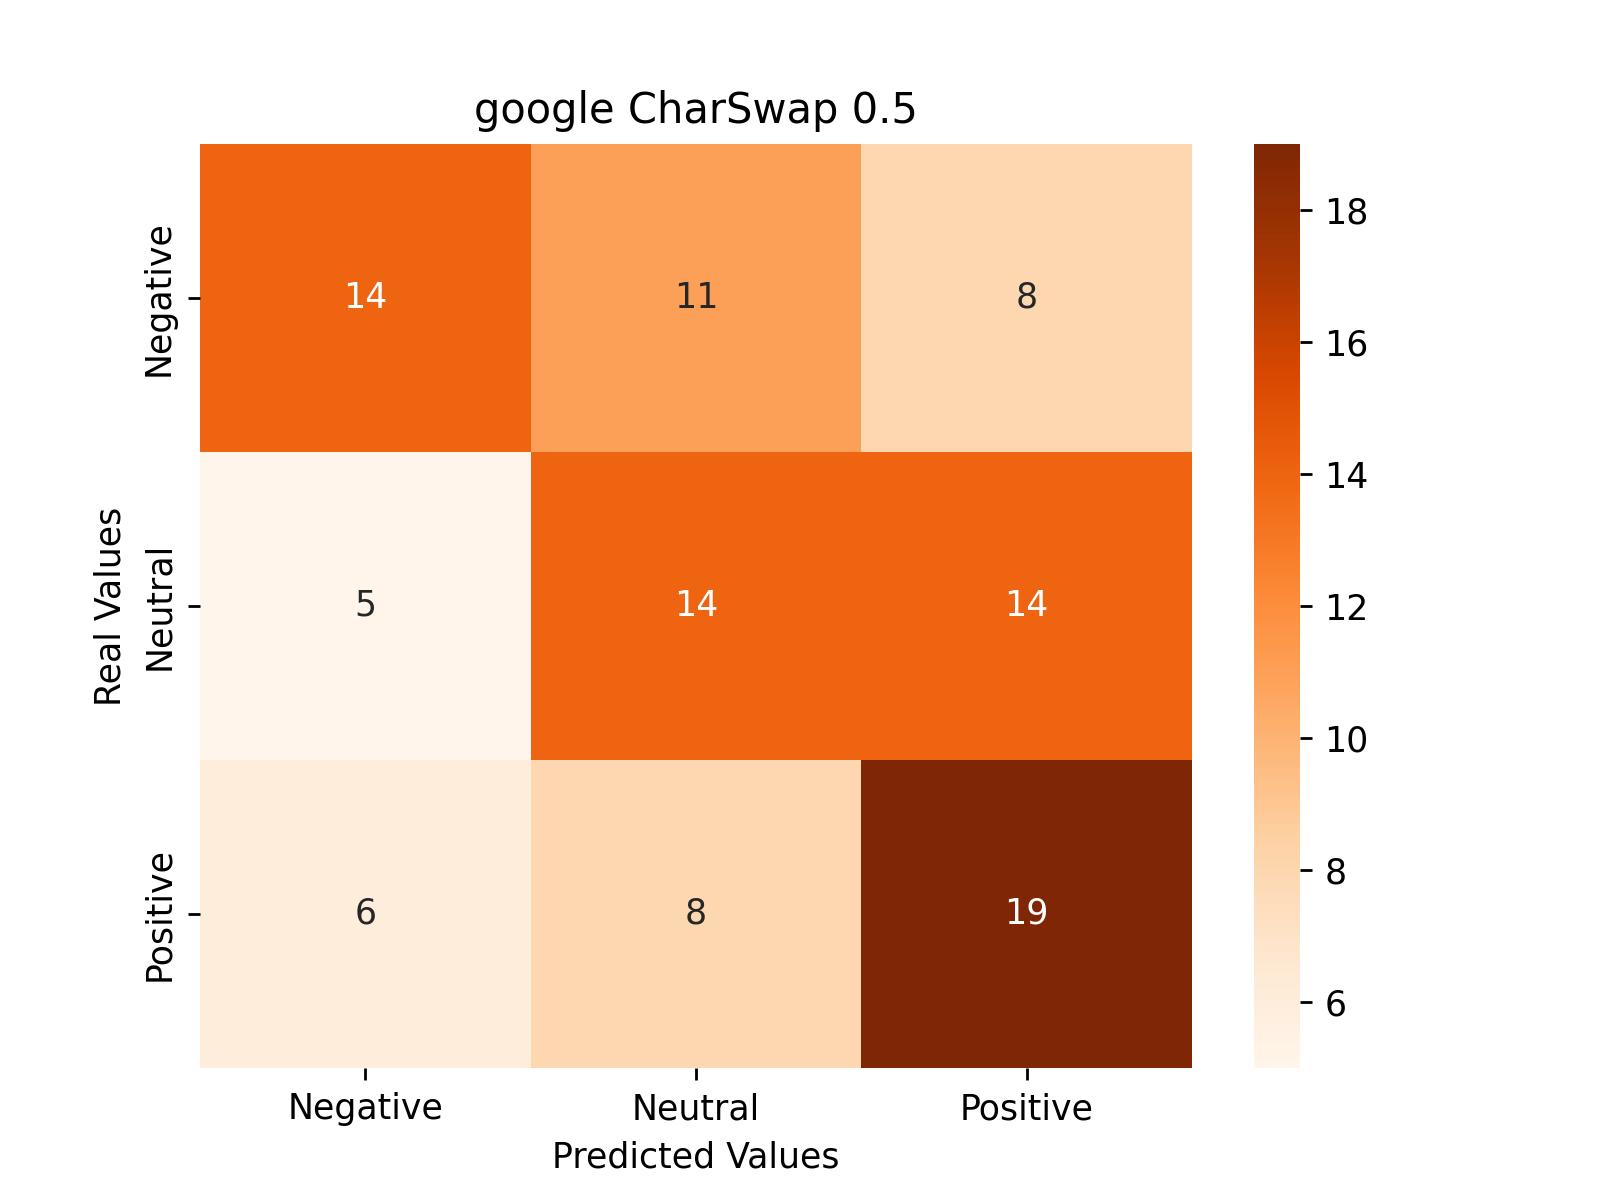 google CharSwap 0.5
Real Values
Negative
Neutral
Positive
14 11 8
5 14 14
6 8 19
Negative Neutral Positive
Predicted Values
18
16
14
12
10
8
6